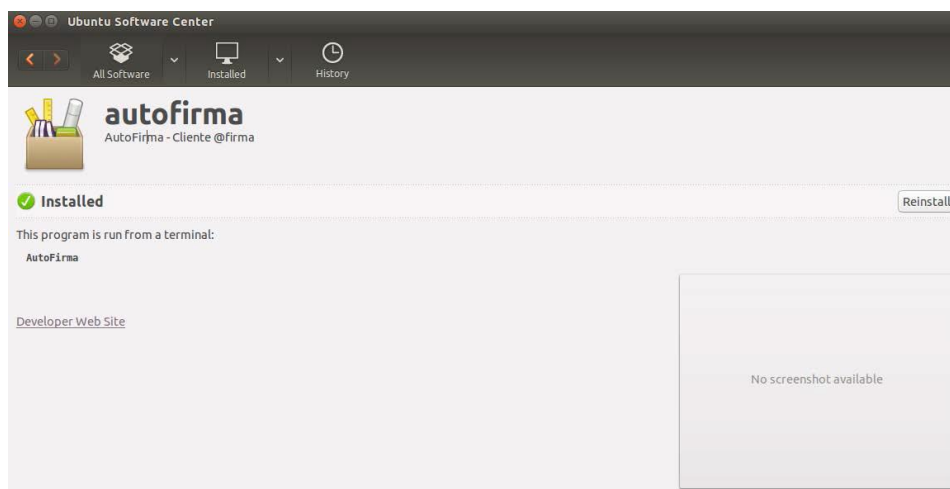 Ubuntu Software Center
All Software
Installed
History
autofirma
AutoFirma - Cliente @firma
Installed
Reinstall
This program is run from a terminal:
AutoFirma
Developer Web Site
No screenshot available